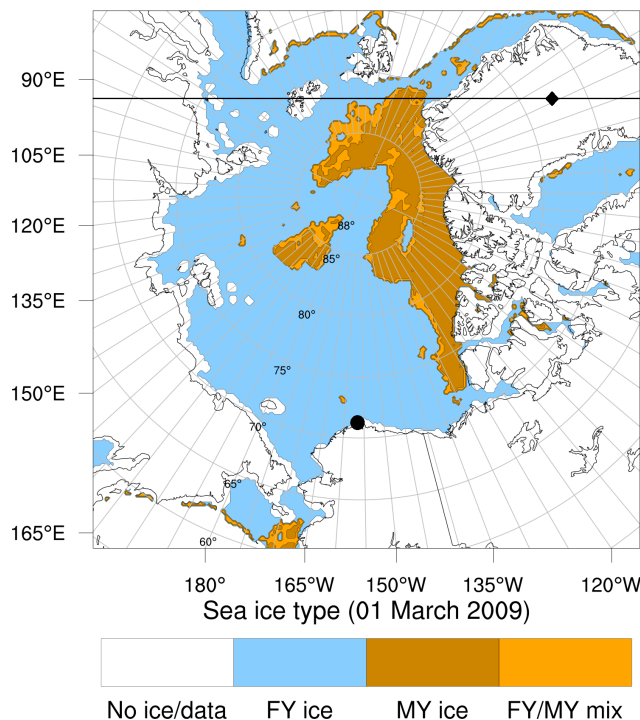 90°E
105°E
120°E
135°E
150°E
165°E
88°
85°
80°
75°
70°
65°
60°
180° 165°W 150°W 135°W 120°W
Sea ice type (01 March 2009)
No ice/data FY ice MY ice FY/MY mix